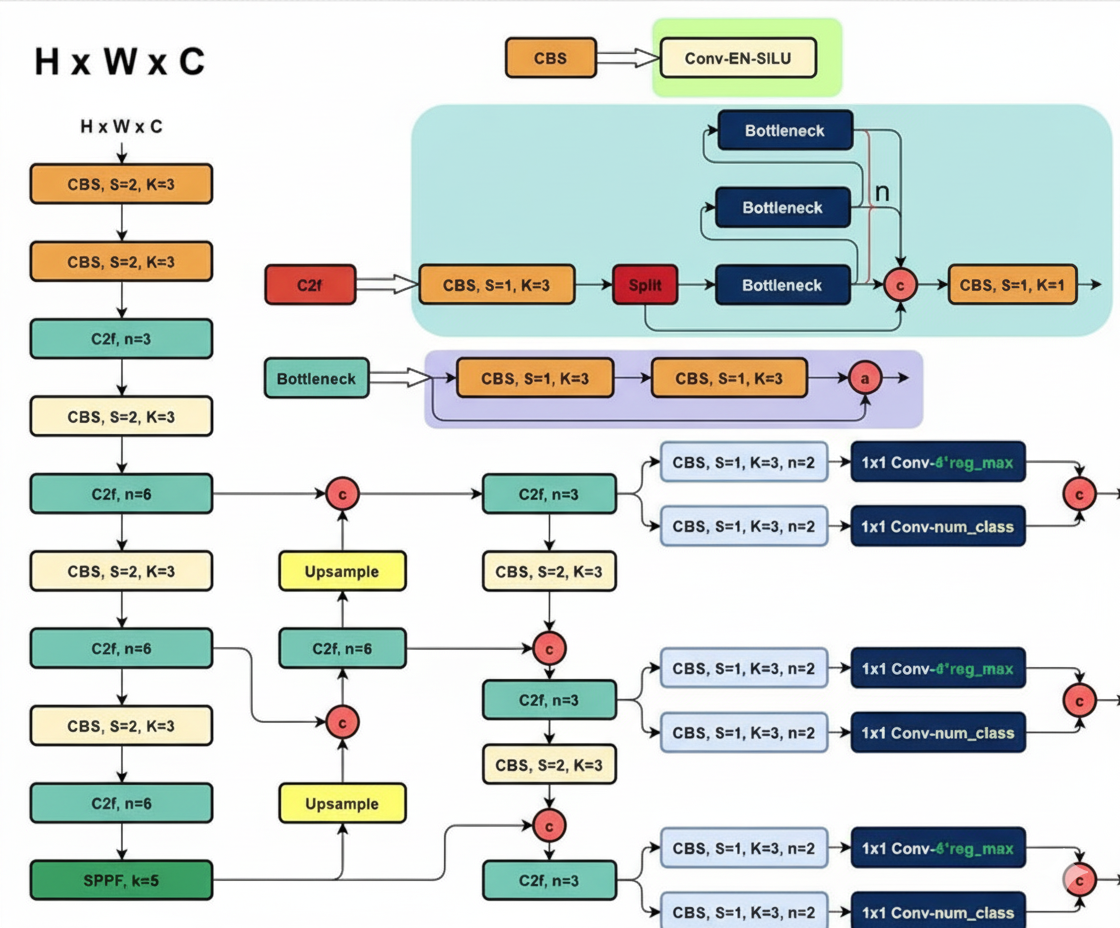 H x W x C
H x W x C
CBS, S=2, K=3
CBS, S=2, K=3
C2f, n=3
CBS, S=2, K=3
C2f, n=6
CBS, S=2, K=3
C2f, n=6
CBS, S=2, K=3
C2f, n=6
SPPF, k=5
CBS
Conv-EN-SILU
Bottleneck
n
Bottleneck
C2f
CBS, S=1, K=3
Split
Bottleneck
c
CBS, S=1, K=1
Bottleneck
CBS, S=1, K=3
CBS, S=1, K=3
a
c
Upsample
C2f, n=6
c
Upsample
C2f, n=3
CBS, S=2, K=3
c
C2f, n=3
CBS, S=2, K=3
c
C2f, n=3
CBS, S=1, K=3, n=2
1x1 Conv-4*reg_max
c
CBS, S=1, K=3, n=2
1x1 Conv-num_class
CBS, S=1, K=3, n=2
1x1 Conv-4*reg_max
c
CBS, S=1, K=3, n=2
1x1 Conv-num_class
CBS, S=1, K=3, n=2
1x1 Conv-4*reg_max
c
CBS, S=1, K=3, n=2
1x1 Conv-num_class